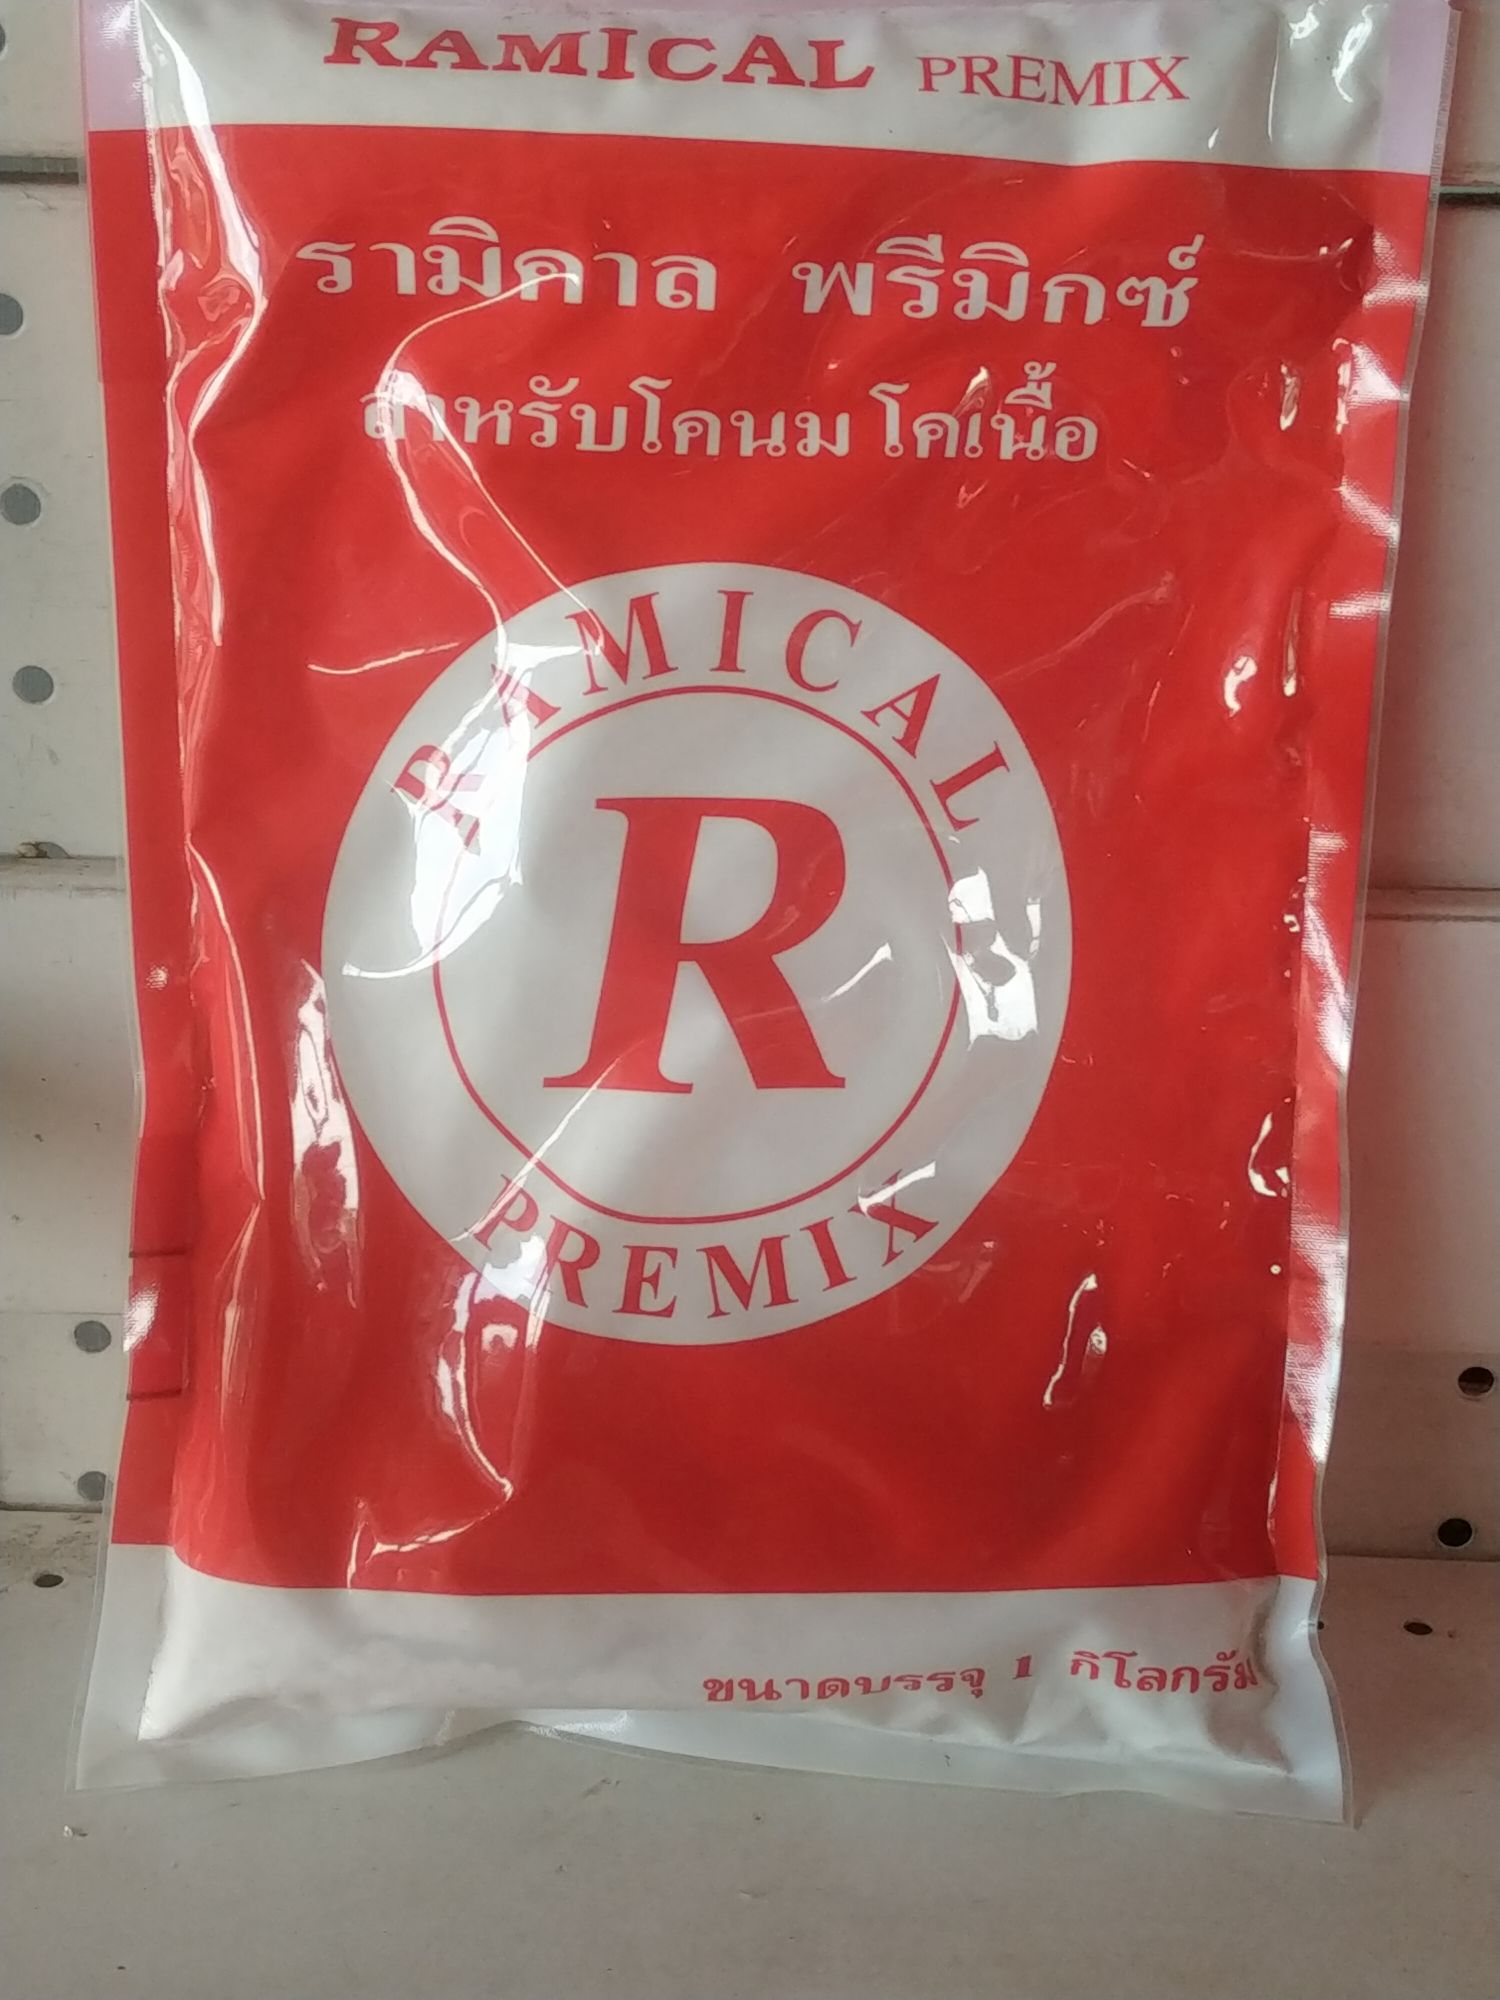 RAMICAL PREMIX
รามิคาล พรีมิกซ์
สำหรับโคนม โคเนื้อ
RAMICAL
R
PREMIX
ขนาดบรรจุ 1 กิโลกรัม